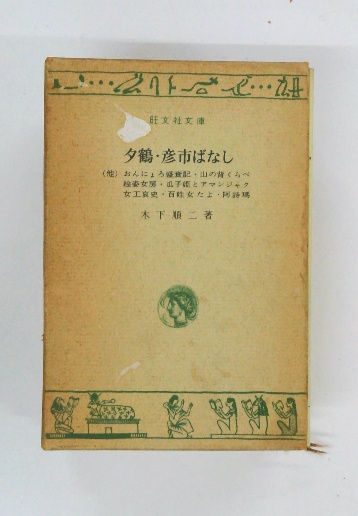 旺文社文庫
夕鶴・彦市ばなし
(他) おんにょろ盛衰記・山の背くらべ
絵姿女房・瓜子姫とアマンジャク
女工哀史・百姓女たよ・阿詩瑪
木下順二著